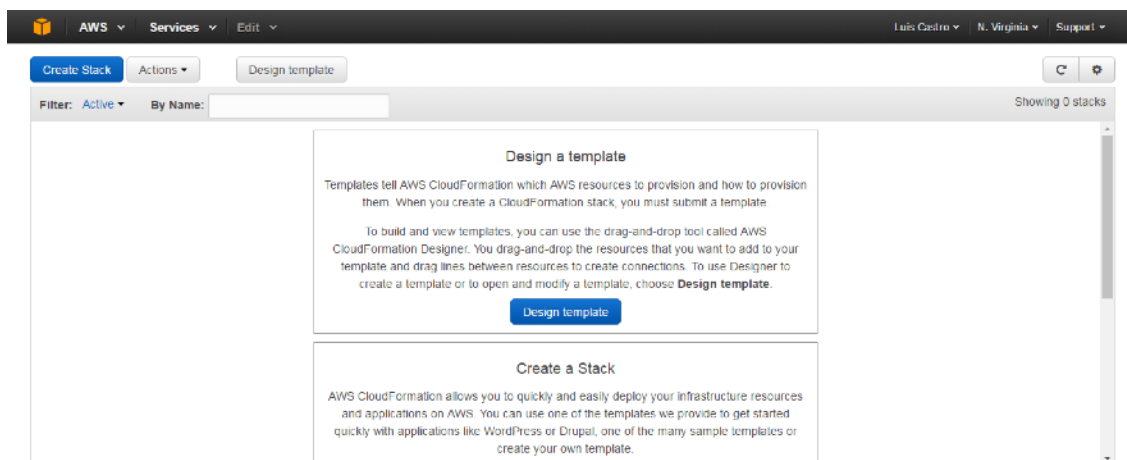 AWS Services Edit Luis Castro N. Virginia Support
Create Stack Actions Design template
Filter: Active By Name: Showing 0 stacks
Design a template
Templates tell AWS CloudFormation which AWS resources to provision and how to provision
them. When you create a CloudFormation stack, you must submit a template
To build and view templates, you can use the drag-and-drop tool called AWS
CloudFormation Designer. You drag-and-drop the resources that you want to add to your
template and drag lines between resources to create connections. To use Designer to
create a template or to open and modify a template, choose Design template.
Design template
Create a Stack
AWS CloudFormation allows you to quickly and easily deploy your infrastructure resources
and applications on AWS. You can use one of the templates we provide to get started
quickly with applications like WordPress or Drupal, one of the many sample templates or
create your own template.